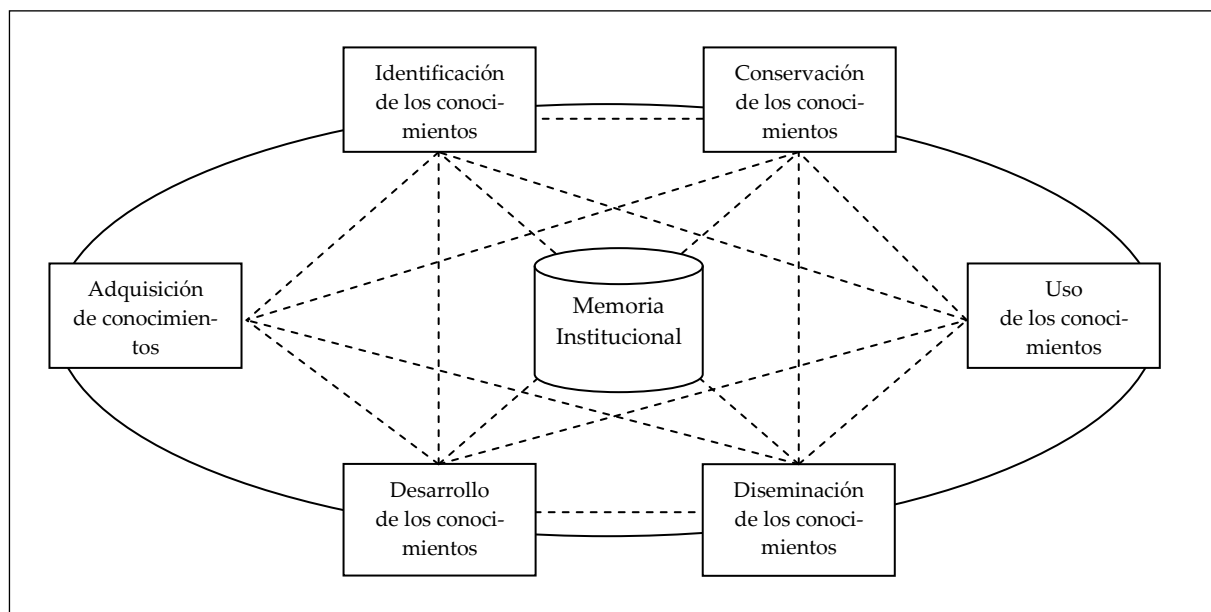 Identificación
de los conoci-
mientos
Conservación
de los conoci-
mientos
Adquisición
de conocimien-
tos
Memoria
Institucional
Uso
de los conoci-
mientos
Desarrollo
de los conoci-
mientos
Diseminación
de los conoci-
mientos